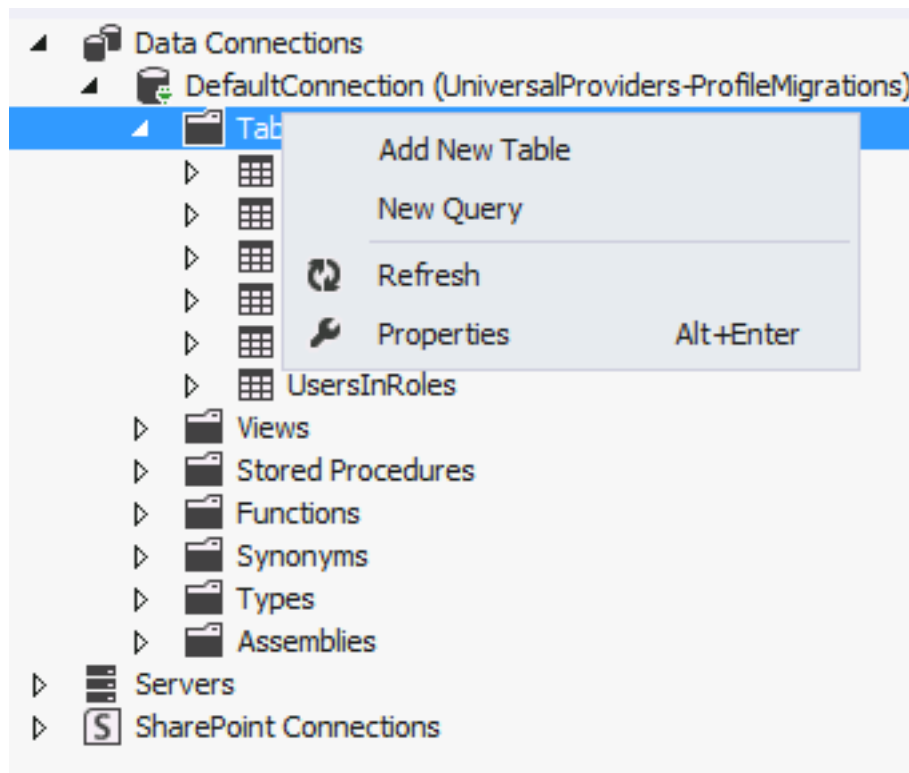 Data Connections
DefaultConnection (UniversalProviders-ProfileMigrations)
Tab
Add New Table
New Query
Refresh
Properties Alt+Enter
UsersInRoles
Views
Stored Procedures
Functions
Synonyms
Types
Assemblies
Servers
SharePoint Connections